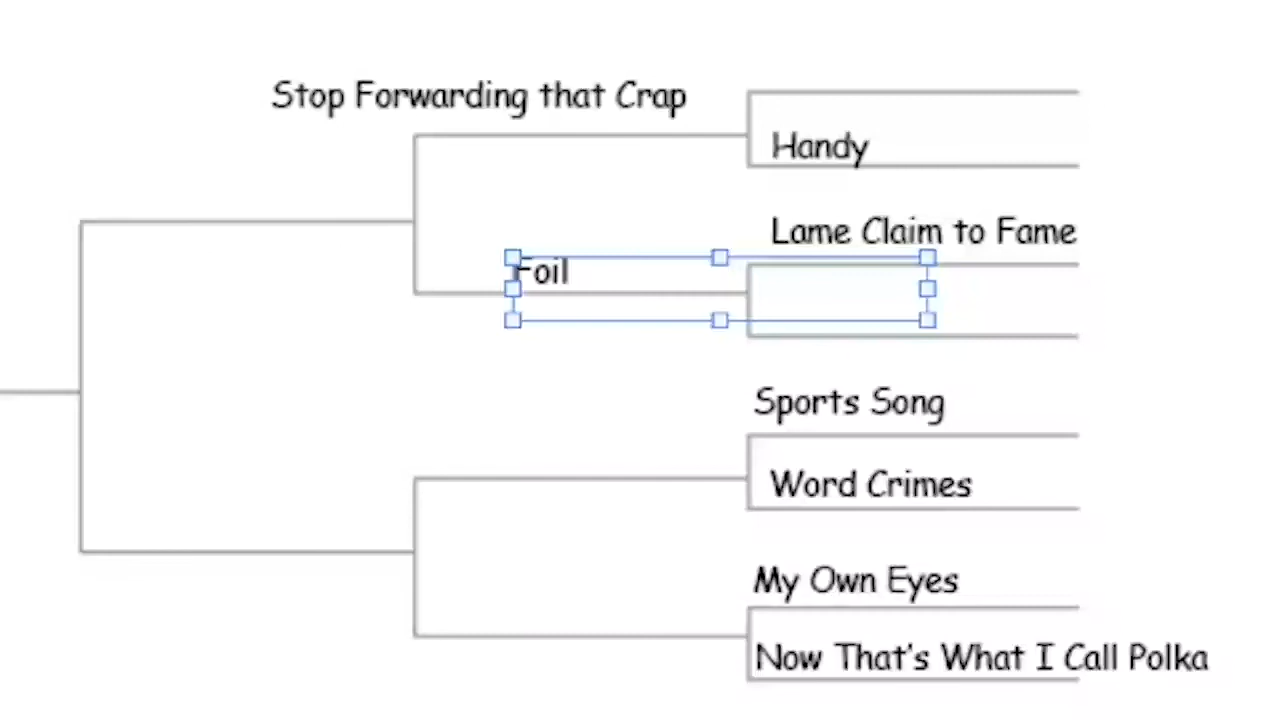 Stop Forwarding that Crap
Handy
Lame Claim to Fame
Foil
Sports Song
Word Crimes
My Own Eyes
Now That's What I Call Polka